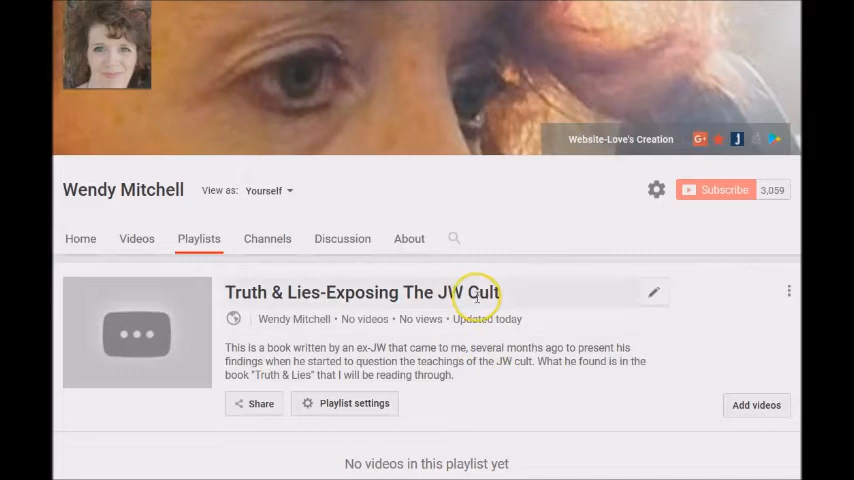 Website-Love's Creation
Wendy Mitchell View as: Yourself
Subscribe 3,059
Home Videos Playlists Channels Discussion About
Truth & Lies-Exposing The JW Cult
Wendy Mitchell • No videos • No views • Updated today
This is a book written by an ex-JW that came to me, several months ago to present his
findings when he started to question the teachings of the JW cult. What he found is in the
book "Truth & Lies" that I will be reading through.
Share Playlist settings
Add videos
No videos in this playlist yet